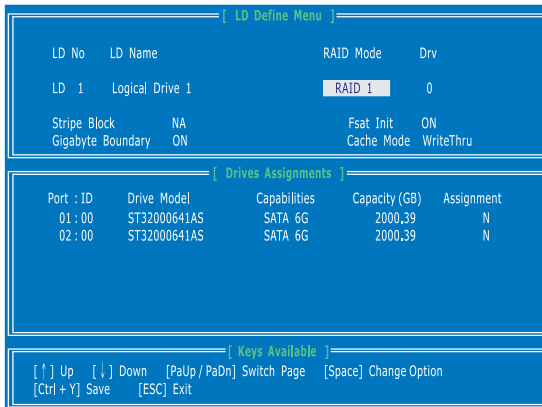 [ LD Define Menu ]
LD No LD Name RAID Mode Drv
LD 1 Logical Drive 1 RAID 1 0
Stripe Block NA Fsat Init ON
Gigabyte Boundary ON Cache Mode WriteThru
[ Drives Assignments ]
Port : ID Drive Model Capabilities Capacity (GB) Assignment
01 : 00 ST32000641AS SATA 6G 2000.39 N
02 : 00 ST32000641AS SATA 6G 2000.39 N
[ Keys Available ]
[↑] Up [↓] Down [PaUp / PaDn] Switch Page [Space] Change Option
[Ctrl + Y] Save [ESC] Exit